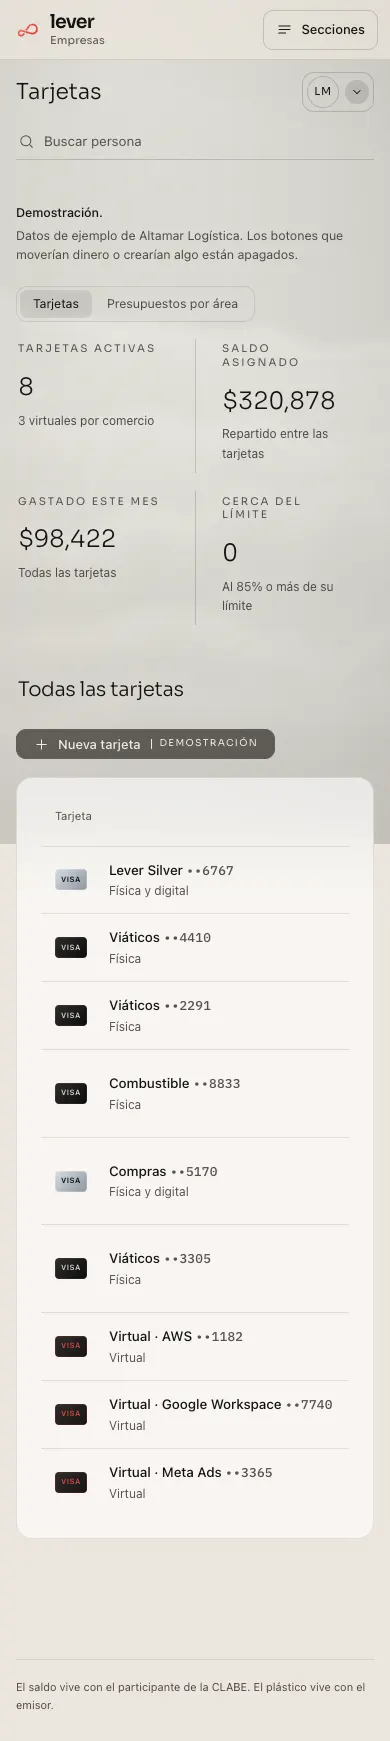 lever
Empresas
Secciones
Tarjetas
LM
Buscar persona
Demostración.
Datos de ejemplo de Altamar Logística. Los botones que
moverían dinero o crearían algo están apagados.
Tarjetas
Presupuestos por área
TARJETAS ACTIVAS
8
3 virtuales por comercio
SALDO
ASIGNADO
$320,878
Repartido entre las
tarjetas
GASTADO ESTE MES
$98,422
Todas las tarjetas
CERCA DEL
LÍMITE
0
Al 85% o más de su
límite
Todas las tarjetas
+ Nueva tarjeta | DEMOSTRACIÓN
Tarjeta
VISA
Lever Silver ••6767
Física y digital
VISA
Viáticos ••4410
Física
VISA
Viáticos ••2291
Física
VISA
Combustible ••8833
Física
VISA
Compras ••5170
Física y digital
VISA
Viáticos ••3305
Física
VISA
Virtual · AWS ••1182
Virtual
VISA
Virtual · Google Workspace ••7740
Virtual
VISA
Virtual · Meta Ads ••3365
Virtual
El saldo vive con el participante de la CLABE. El plástico vive con el
emisor.